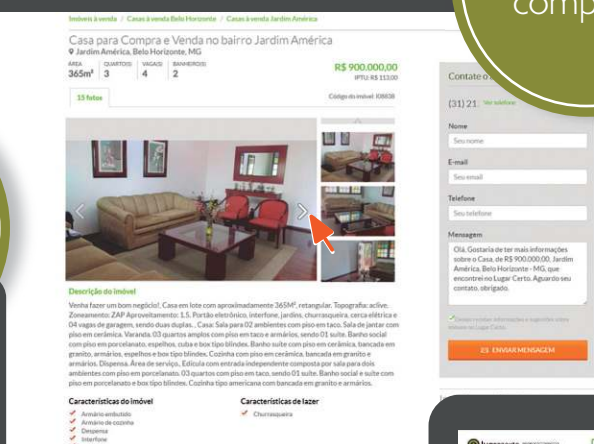 comp
Imóveis à venda / Casas à venda Belo Horizonte / Casas à venda Jardim América
Casa para Compra e Venda no bairro Jardim América
Jardim América, Belo Horizonte, MG
ÁREA QUARTO(S) VAGA(S) BANHEIRO(S)
365m² 3 4 2
R$ 900.000,00
IPTU: R$ 113,00
15 fotos
Código do imóvel:
Descrição do imóvel
Venha fazer um bom negócio!. Casa em lote com aproximadamente 365M², retangular. Topografia: aclive.
Zoneamento: ZAP Aproveitamento: 1.5. Portão eletrônico, interfone, jardins, churrasqueira, cerca elétrica e
04 vagas de garagem, sendo duas duplas. . Casa: Sala para 02 ambientes com piso em taco. Sala de jantar com
piso em cerâmica. Varanda. 03 quartos amplos com piso em taco e armários, sendo 01 suíte. Banho social
com piso em porcelanato, espelhos, cuba e box tipo blindex. Banho suíte com piso em cerâmica, bancada em
granito, armários, espelhos e box tipo blindex. Cozinha com piso em cerâmica, bancada em granito e
armários. Dispensa. Área de serviço., Edícula com entrada independente composta por sala para dois
ambientes com piso em porcelanato. 03 quartos com piso em taco, sendo 01 suíte. Banho social e suíte com
piso em porcelanato e box tipo blindex. Cozinha tipo americana com bancada em granito e armários.
Características do imóvel
Armário embutido
Armário de cozinha
Despensa
Interfone
Características de lazer
Churrasqueira
Contate o
(31) 21. Ver telefone
Nome
Seu nome
E-mail
Seu email
Telefone
Seu telefone
Mensagem
Olá, Gostaria de ter mais informações
sobre o Casa, de R$ 900.000,00, Jardim
América, Belo Horizonte - MG, que
encontrei no Lugar Certo. Aguardo seu
contato, obrigado.
Desejo receber informações e sugestões sobre
imóveis no Lugar Certo.
ENVIAR MENSAGEM
lugarcerto